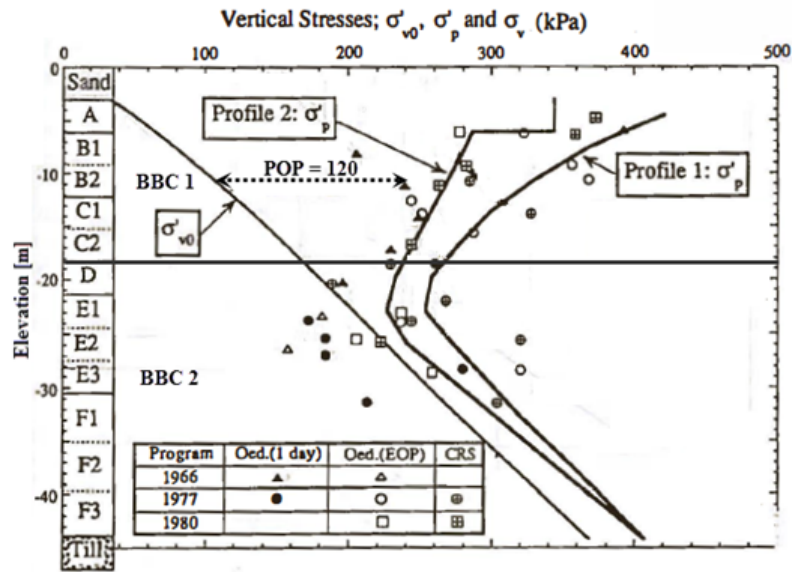 Vertical Stresses; σ'v0, σ'p and σv (kPa)
0 100 200 300 400 500
Elevation [m]
0
-10
-20
-30
-40
Sand
A
B1
B2
C1
C2
D
E1
E2
E3
F1
F2
F3
Till
Profile 2: σ'p
Profile 1: σ'p
POP = 120
BBC 1
σ'v0
BBC 2
Program Oed.(1 day) Oed.(EOP) CRS
1966
1977
1980